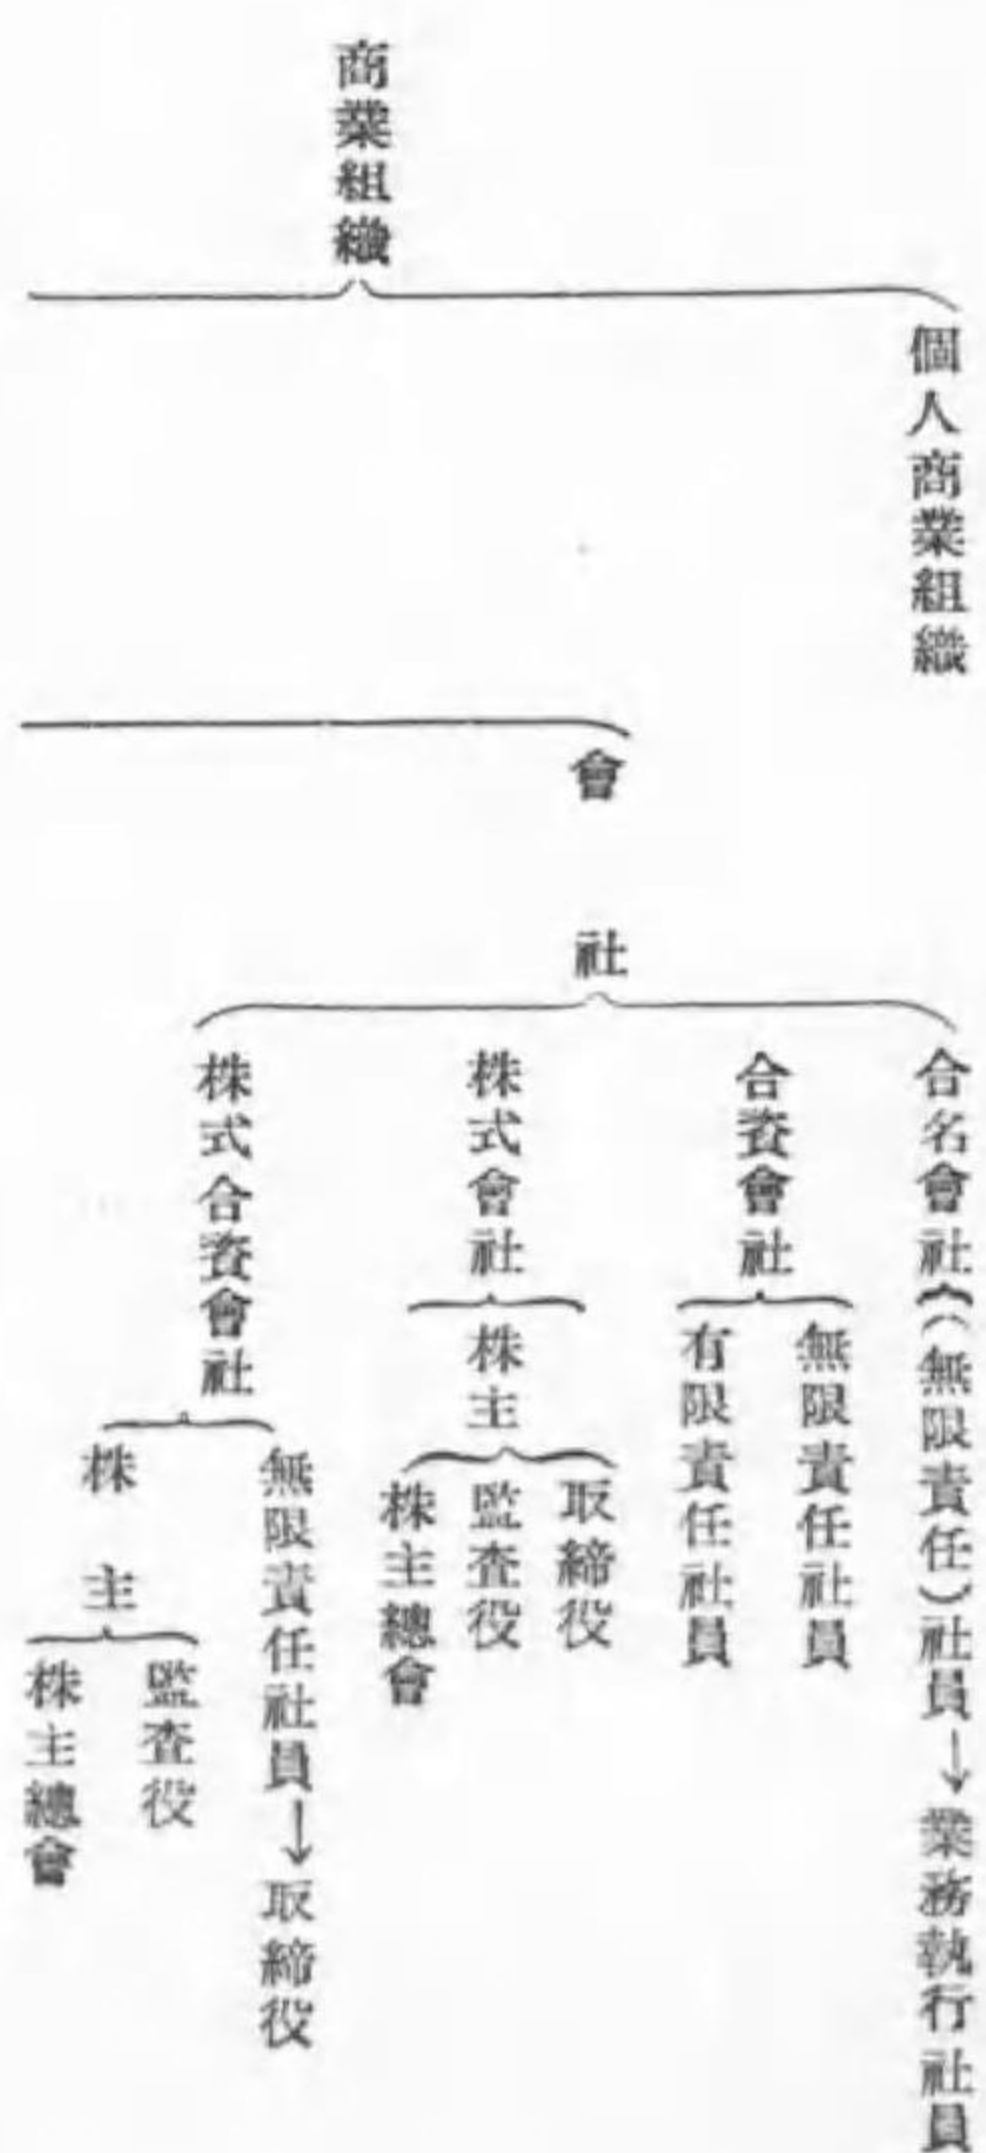 商業組織
個人商業組織
會社
合名會社(無限責任)社員→業務執行社員
合資會社
無限責任社員
有限責任社員
株式會社
株主
取締役
監査役
株主總會
株式合資會社
無限責任社員→取締役
株主
監査役
株主總會